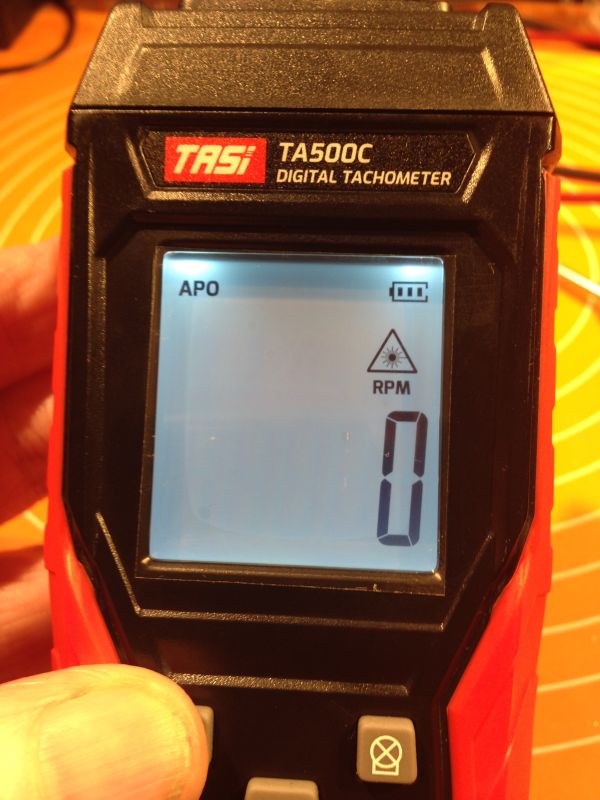 TASI
TA500C
DIGITAL TACHOMETER
APO
RPM
0